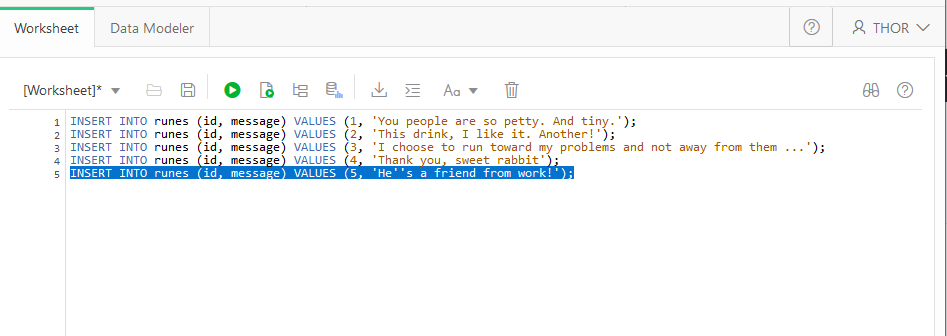 Worksheet Data Modeler THOR
[Worksheet]* Aa
1 INSERT INTO runes (id, message) VALUES (1, 'You people are so petty. And tiny.');
2 INSERT INTO runes (id, message) VALUES (2, 'This drink, I like it. Another!');
3 INSERT INTO runes (id, message) VALUES (3, 'I choose to run toward my problems and not away from them ...');
4 INSERT INTO runes (id, message) VALUES (4, 'Thank you, sweet rabbit');
5 INSERT INTO runes (id, message) VALUES (5, 'He''s a friend from work!');